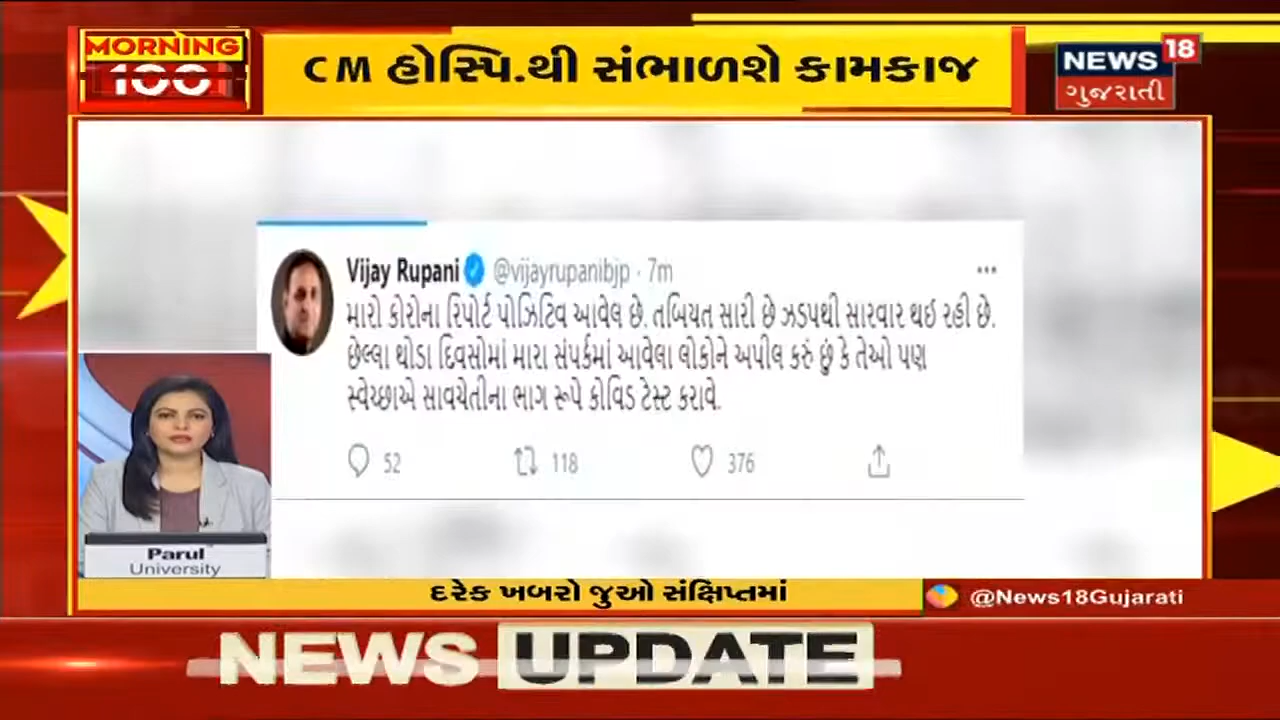 MORNING
100
CM હોસ્પિ.થી સંભાળશે કામકાજ
NEWS 18
ગુજરાતી
Vijay Rupani @vijayrupanibjp · 7m
મારો કોરોના રિપોર્ટ પોઝિટિવ આવેલ છે. તબિયત સારી છે ઝડપથી સારવાર થઇ રહી છે.
છેલ્લા થોડા દિવસોમાં મારા સંપર્કમાં આવેલા લોકોને અપીલ કરું છું કે તેઓ પણ
સ્વેચ્છાએ સાવચેતીના ભાગ રૂપે કોવિડ ટેસ્ટ કરાવે.
52 118 376
Parul
University
દરેક ખબરો જુઓ સંક્ષિપ્તમાં
@News18Gujarati
NEWS UPDATE